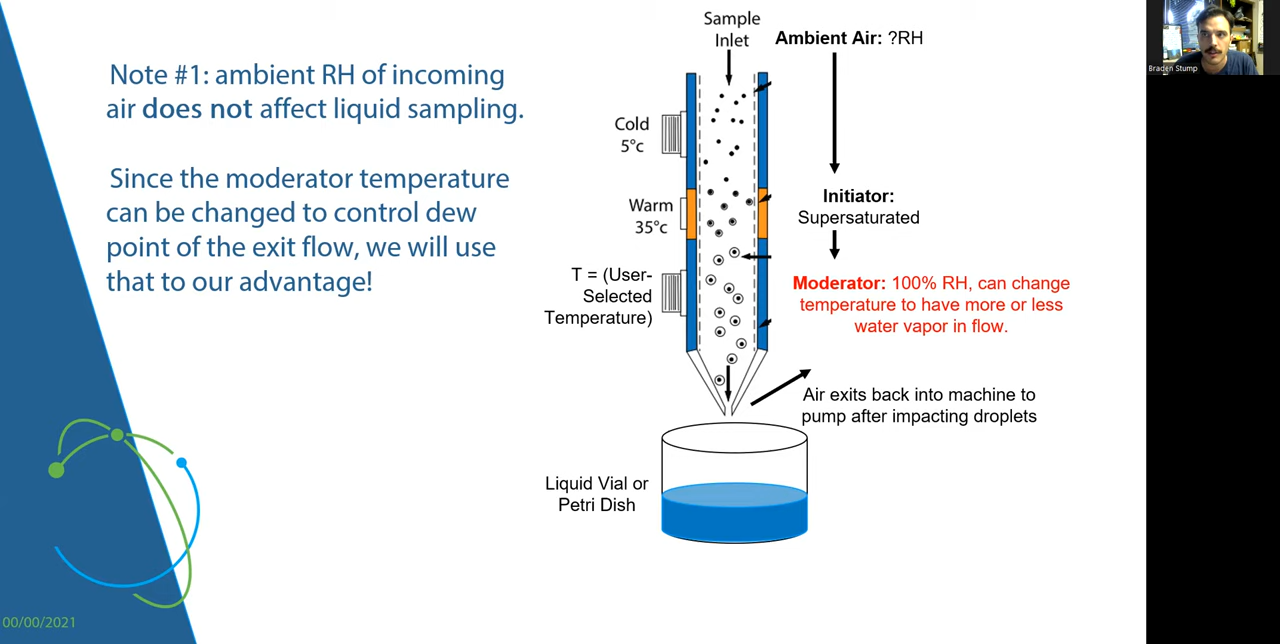 Note #1: ambient RH of incoming
air does not affect liquid sampling.
Since the moderator temperature
can be changed to control dew
point of the exit flow, we will use
that to our advantage!
00/00/2021
Sample
Inlet
Cold
5°c
Warm
35°c
T = (User-
Selected
Temperature)
Liquid Vial or
Petri Dish
Ambient Air: ?RH
Initiator:
Supersaturated
Moderator: 100% RH, can change
temperature to have more or less
water vapor in flow.
Air exits back into machine to
pump after impacting droplets
Braden Stump